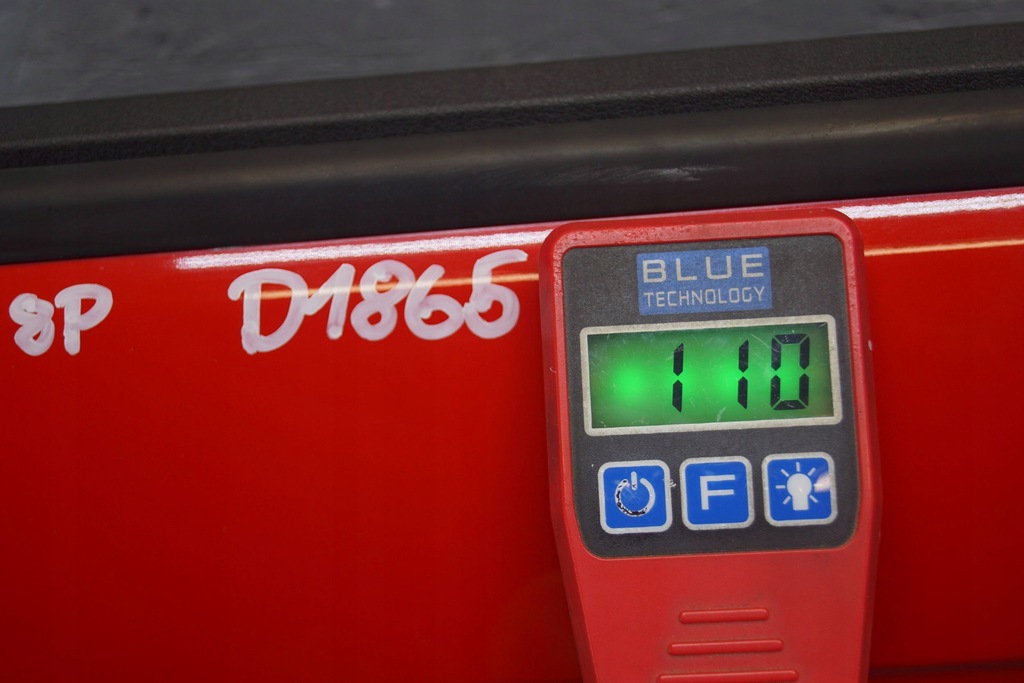 8P D1865
BLUE
TECHNOLOGY
110
F